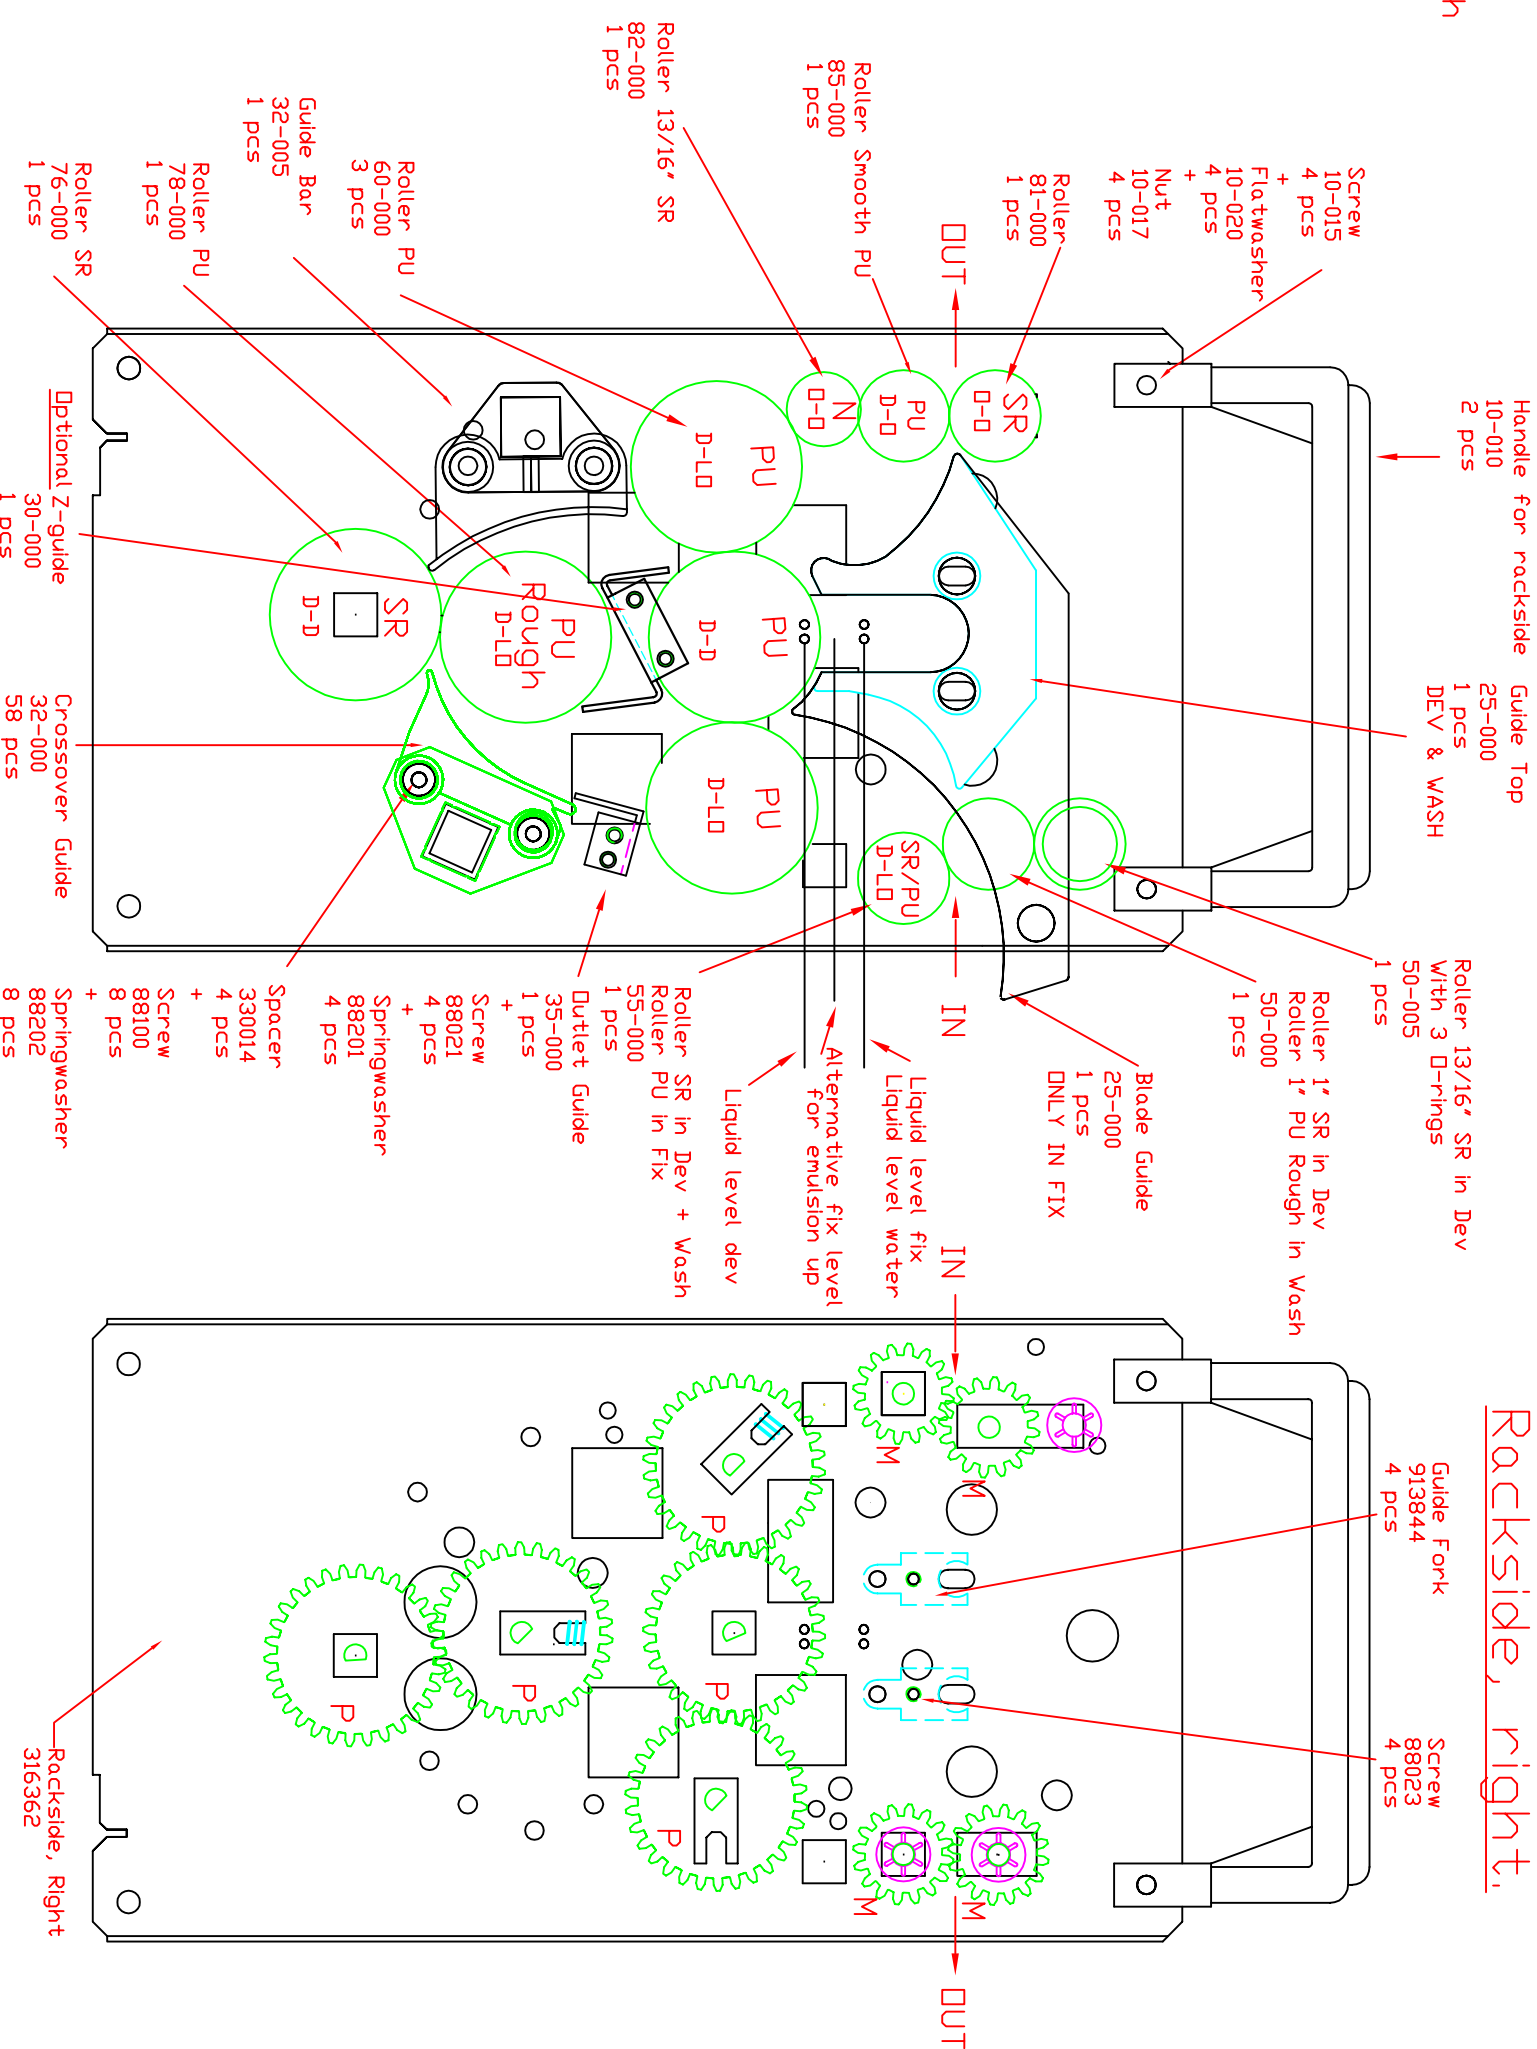 h
Screw
10-015
4 pcs
+
Flatwasher
10-020
4 pcs
+
Nut
10-017
4 pcs
Roller
81-000
1 pcs
OUT
Roller Smooth PU
85-000
1 pcs
Roller 13/16" SR
82-000
1 pcs
Roller PU
60-000
3 pcs
Guide Bar
32-005
1 pcs
Roller PU
78-000
1 pcs
Roller SR
76-000
1 pcs
Handle for rackside
10-010
2 pcs
Guide Top
25-000
1 pcs
DEV & WASH
SR
O-O
PU
D-O
N
O-O
PU
D-LO
PU
D-D
PU
D-LO
PU
Rough
D-LO
SR
D-D
SR/PU
D-LO
Optional Z-guide
30-000
1 pcs
Crossover Guide
32-000
58 pcs
Roller 13/16" SR in Dev
with 3 O-rings
50-005
1 pcs
Roller 1" SR in Dev
Roller 1" PU Rough in Wash
50-000
1 pcs
Blade Guide
25-000
1 pcs
ONLY IN FIX
IN
Liquid level fix
Liquid level water
Alternative fix level
for emulsion up
Liquid level dev
Roller SR in Dev + Wash
Roller PU in Fix
55-000
1 pcs
Outlet Guide
35-000
1 pcs
+
Screw
88021
4 pcs
+
Springwasher
88201
4 pcs
Spacer
330014
4 pcs
+
Screw
88100
8 pcs
+
Springwasher
88202
8 pcs
Rackside, right.
Guide Fork
913844
4 pcs
Screw
88023
4 pcs
IN
M
M
P
P
P
P
P
M
M
OUT
Rackside, Right
316362